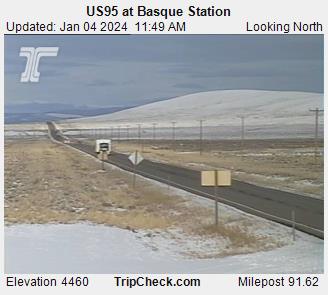 US95 at Basque Station
Updated: Jan 04 2024 11:49 AM Looking North
Elevation 4460 TripCheck.com Milepost 91.62